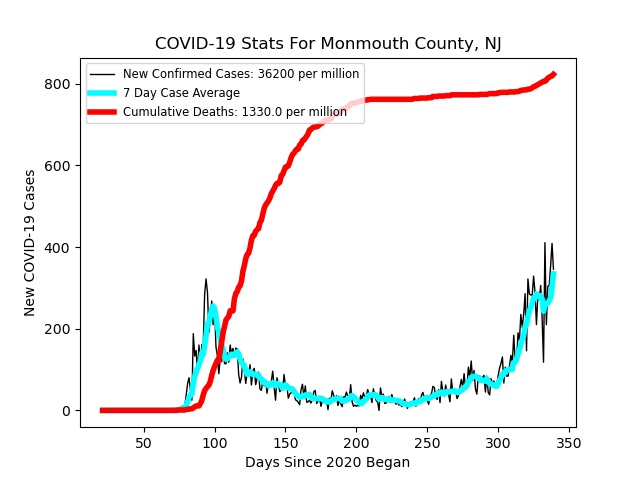 COVID-19 Stats For Monmouth County, NJ
New Confirmed Cases: 36200 per million
7 Day Case Average
Cumulative Deaths: 1330.0 per million
New COVID-19 Cases
800
600
400
200
0
50 100 150 200 250 300 350
Days Since 2020 Began